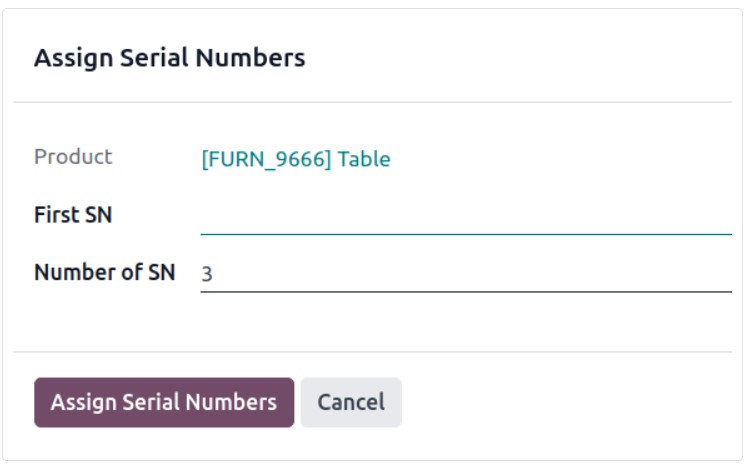 Assign Serial Numbers
Product [FURN_9666] Table
First SN
Number of SN 3
Assign Serial Numbers Cancel